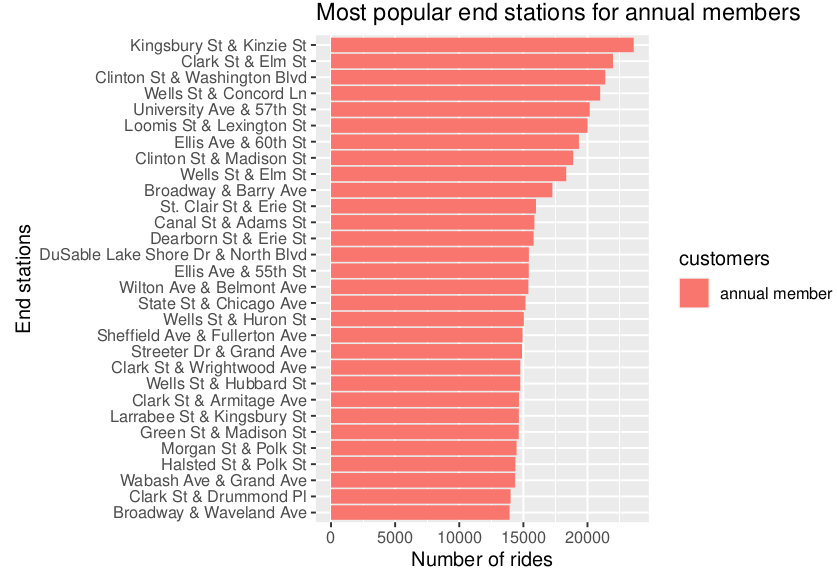 Most popular end stations for annual members
Kingsbury St & Kinzie St
Clark St & Elm St
Clinton St & Washington Blvd
Wells St & Concord Ln
University Ave & 57th St
Loomis St & Lexington St
Ellis Ave & 60th St
Clinton St & Madison St
Wells St & Elm St
Broadway & Barry Ave
St. Clair St & Erie St
Canal St & Adams St
Dearborn St & Erie St
DuSable Lake Shore Dr & North Blvd
Ellis Ave & 55th St
Wilton Ave & Belmont Ave
State St & Chicago Ave
Wells St & Huron St
Sheffield Ave & Fullerton Ave
Streeter Dr & Grand Ave
Clark St & Wrightwood Ave
Wells St & Hubbard St
Clark St & Armitage Ave
Larrabee St & Kingsbury St
Green St & Madison St
Morgan St & Polk St
Halsted St & Polk St
Wabash Ave & Grand Ave
Clark St & Drummond Pl
Broadway & Waveland Ave
End stations
0 5000 10000 15000 20000
Number of rides
customers
annual member